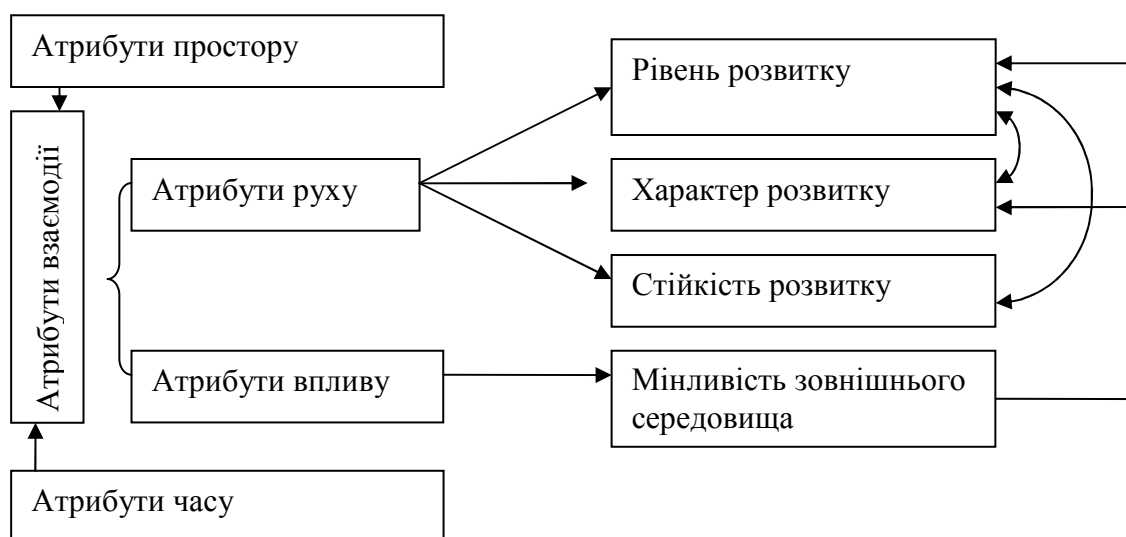 Атрибути простору
Рівень розвитку
Атрибути взаємодії
Атрибути руху
Характер розвитку
Стійкість розвитку
Атрибути впливу
Мінливість зовнішнього
середовища
Атрибути часу